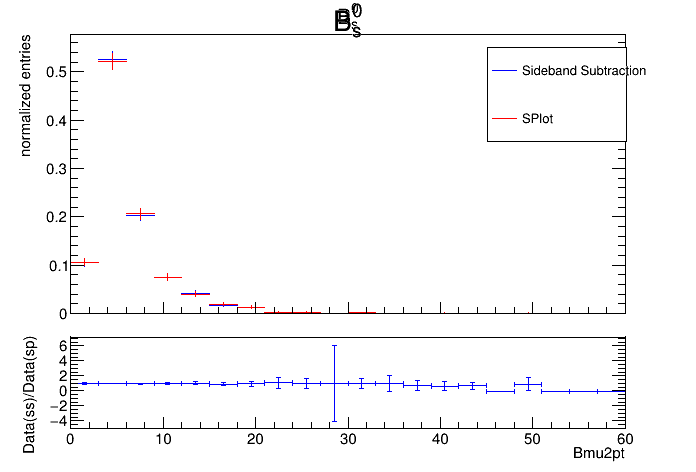 normalized entries
0.5
0.4
0.3
0.2
0.1
0
Sideband Subtraction
SPlot
Data(ss)/Data(sp)
6
4
2
0
−2
−4
0 10 20 30 40 50 60
Bmu2pt